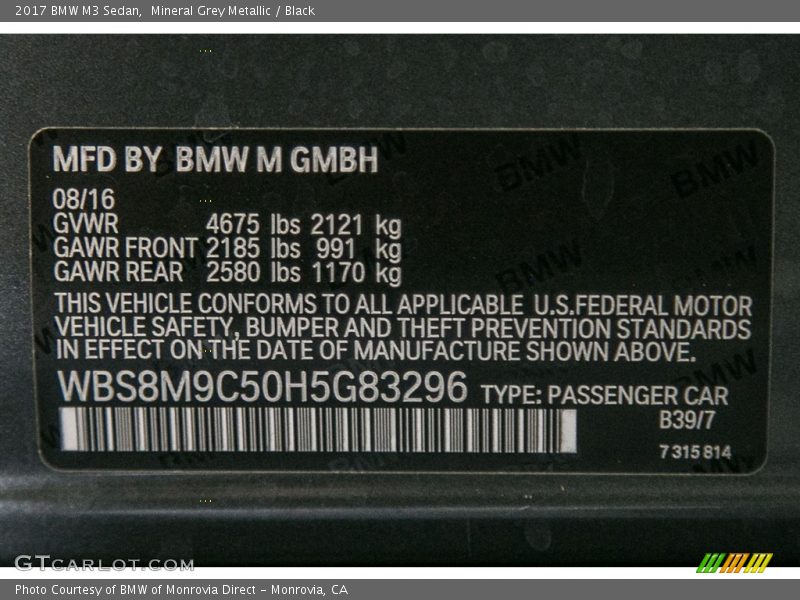 2017 BMW M3 Sedan, Mineral Grey Metallic / Black
MFD BY BMW M GMBH
08/16
GVWR 4675 lbs 2121 kg
GAWR FRONT 2185 lbs 991 kg
GAWR REAR 2580 lbs 1170 kg
THIS VEHICLE CONFORMS TO ALL APPLICABLE U.S.FEDERAL MOTOR
VEHICLE SAFETY, BUMPER AND THEFT PREVENTION STANDARDS
IN EFFECT ON THE DATE OF MANUFACTURE SHOWN ABOVE.
WBS8M9C50H5G83296 TYPE: PASSENGER CAR
B39/7
7 315 814
GTCARLOT.COM
Photo Courtesy of BMW of Monrovia Direct - Monrovia, CA